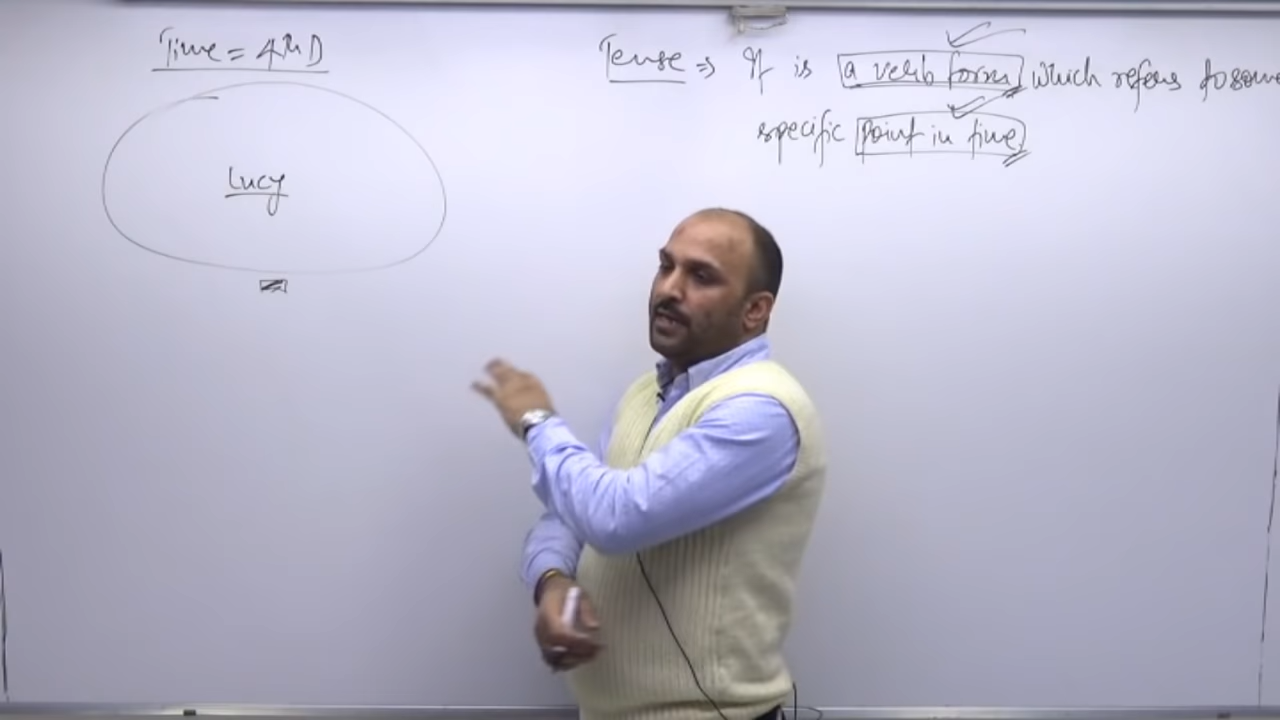 Time = 4th D
Lucy
Tense ⇒ It is a verb form which refers to some
specific point in time